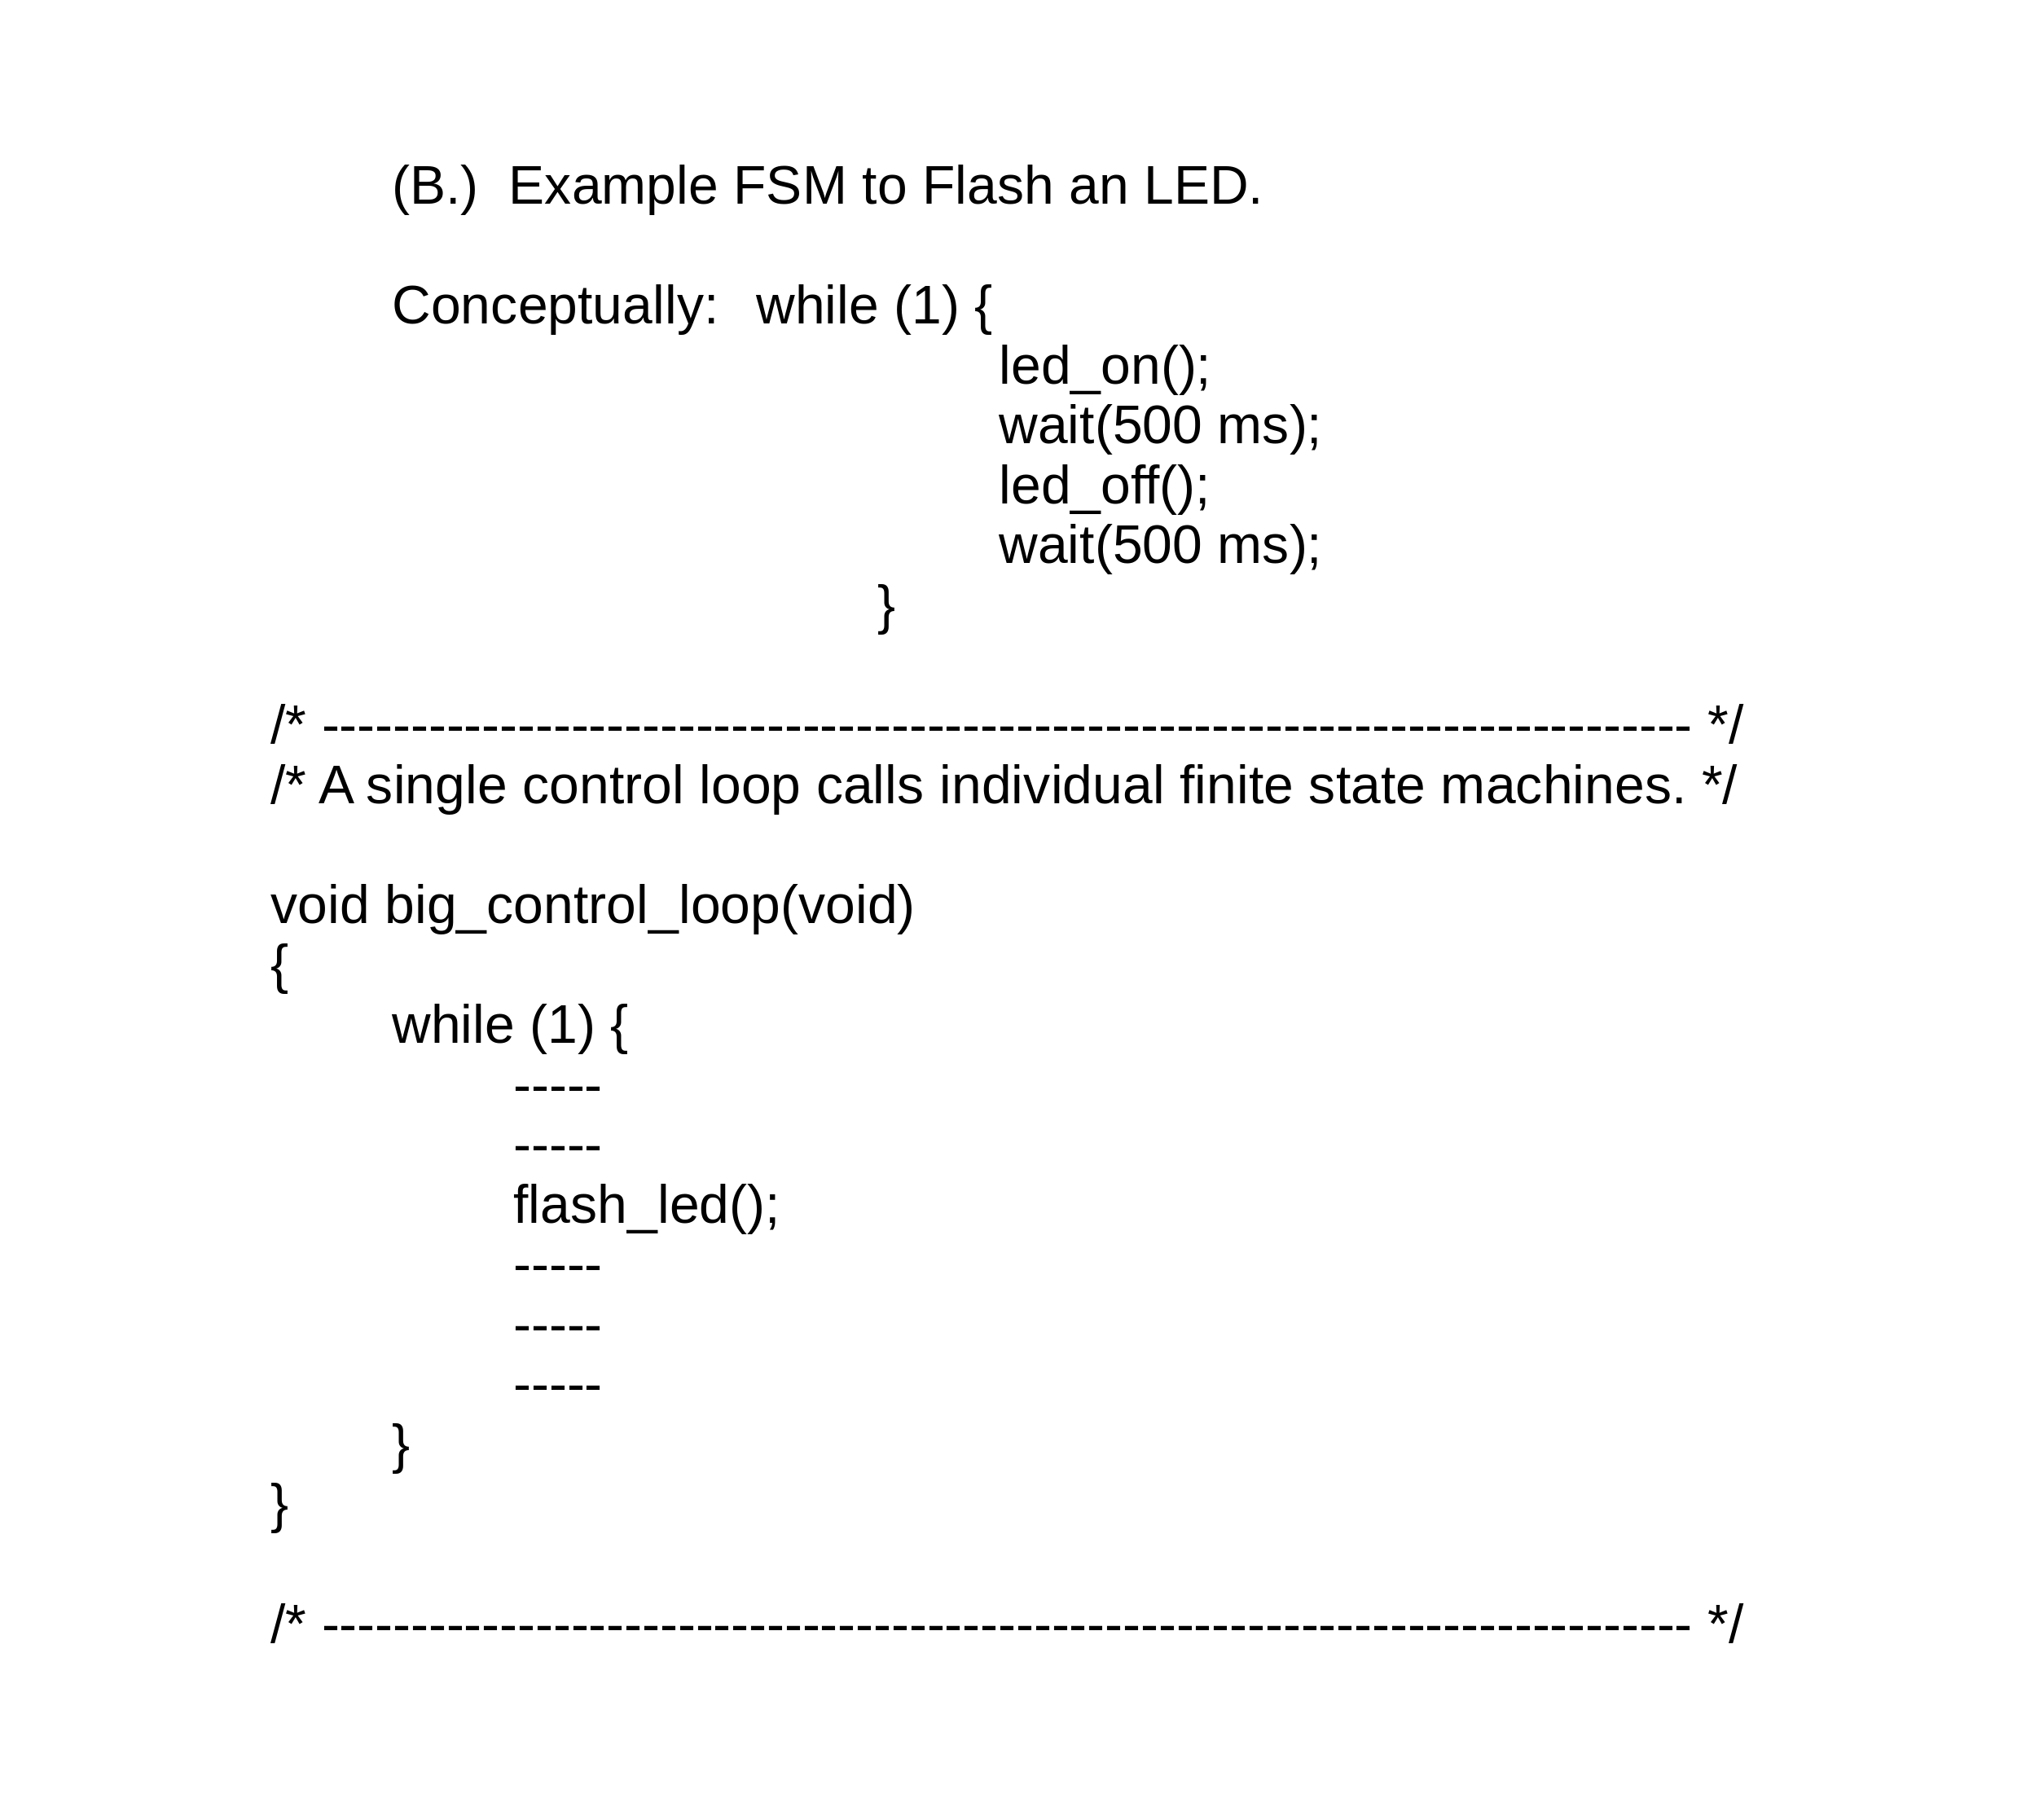 (B.)  Example FSM to Flash an LED.
Conceptually:  while (1) {
led_on();
wait(500 ms);
led_off();
wait(500 ms);
}
/* ----------------------------------------------------------------------------- */
/* A single control loop calls individual finite state machines. */
void big_control_loop(void)
{
while (1) {
-----
-----
flash_led();
-----
-----
-----
}
}
/* ----------------------------------------------------------------------------- */